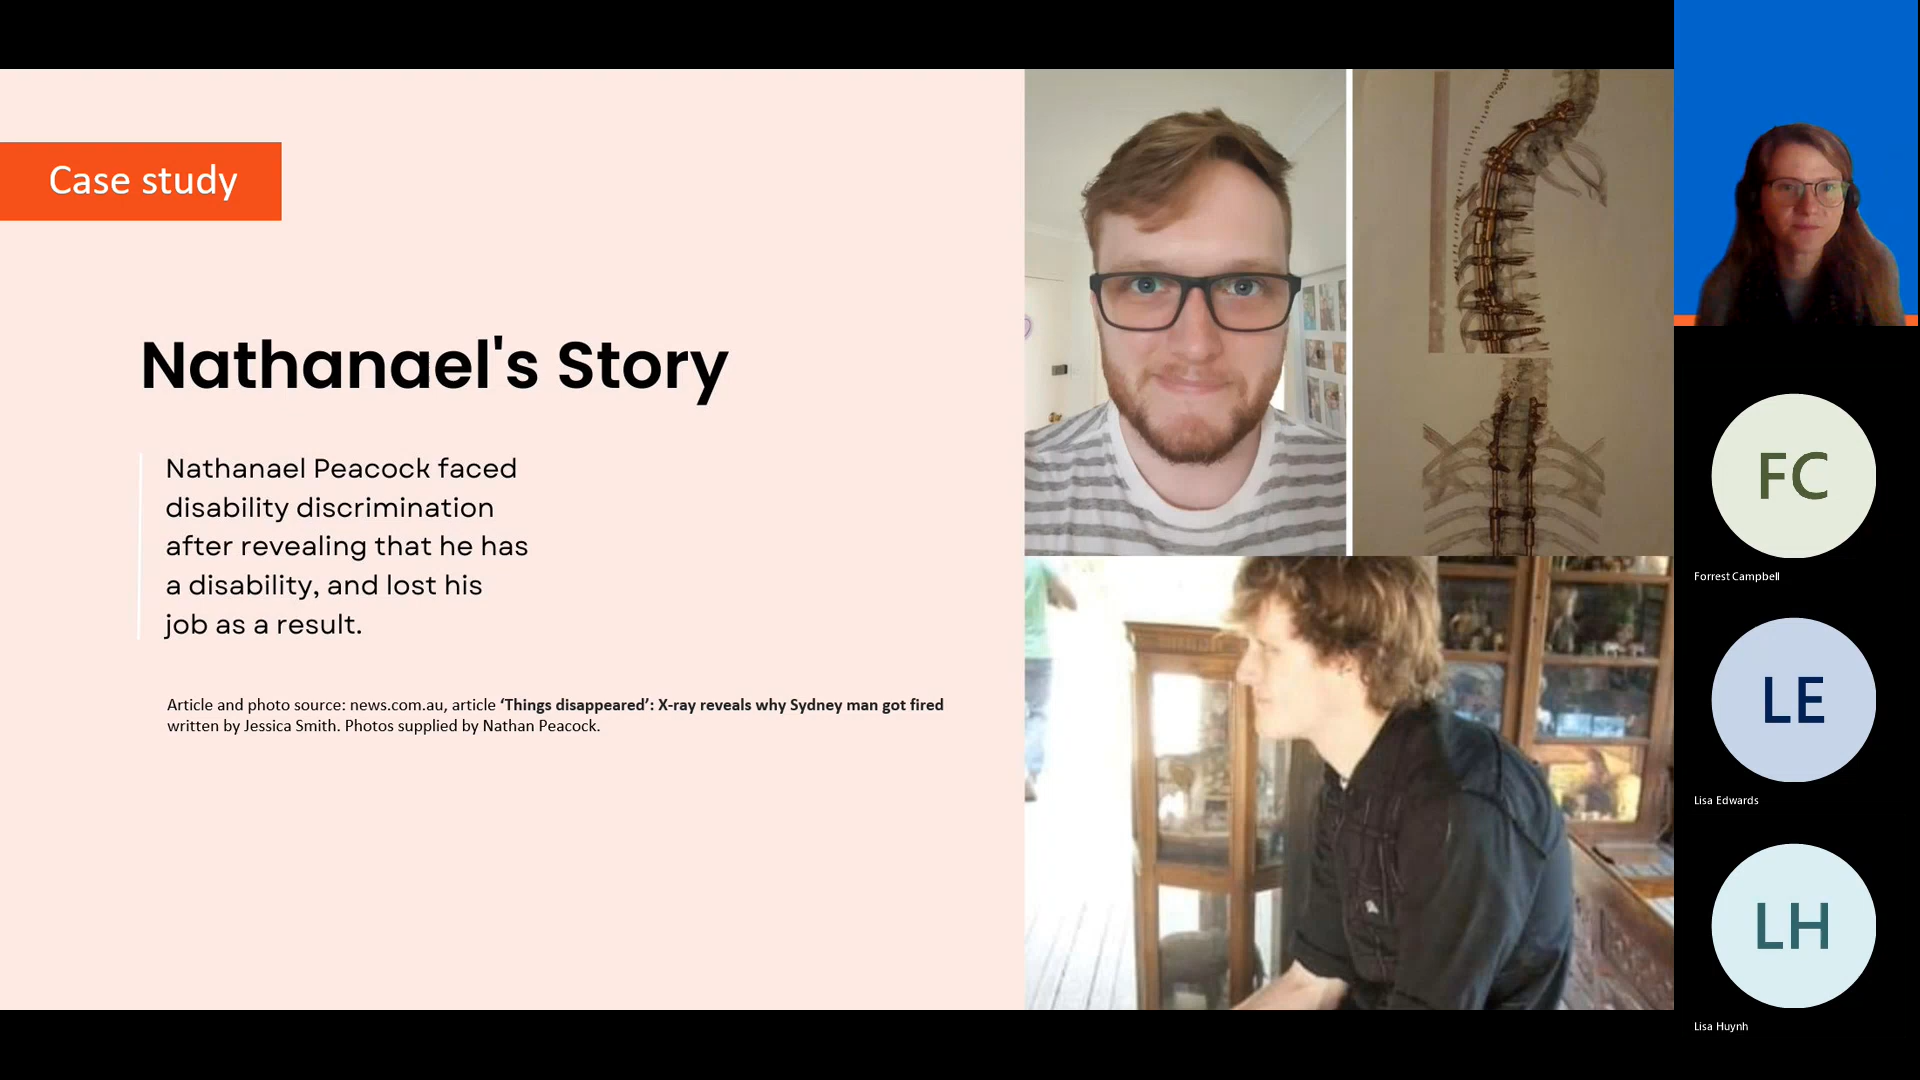 Case study
Nathanael's Story
Nathanael Peacock faced
disability discrimination
after revealing that he has
a disability, and lost his
job as a result.
Article and photo source: news.com.au, article ‘Things disappeared’: X-ray reveals why Sydney man got fired
written by Jessica Smith. Photos supplied by Nathan Peacock.
FC
Forrest Campbell
LE
Lisa Edwards
LH
Lisa Huynh